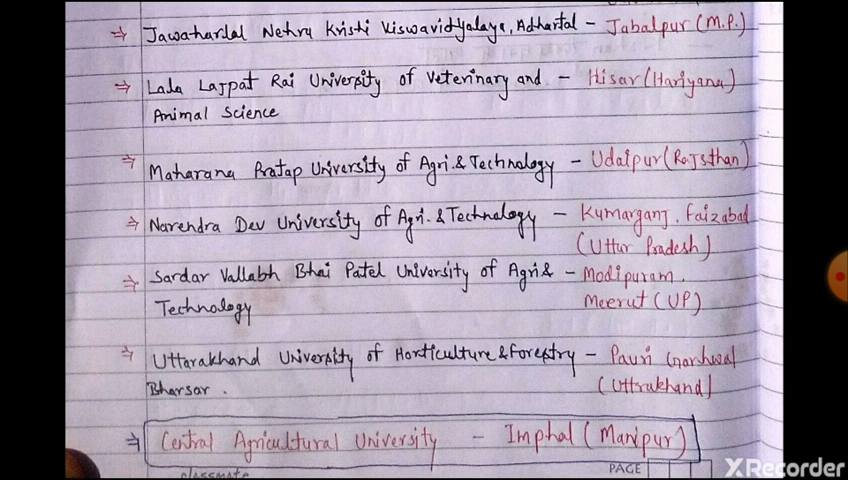 ⇒ Jawaharlal Nehru Kristi Viswavidyalaya, Adhartal - Jabalpur (M.P.)
⇒ Lala Lajpat Rai University of Veterinary and - Hisar (Hariyana)
Animal Science
⇒ Maharana Pratap University of Agri. & Technology - Udaipur (Rajsthan)
⇒ Narendra Dev University of Agri. & Technology - Kumarganj. Faizabad
(Uttur Pradesh)
⇒ Sardar Vallabh Bhai Patel University of Agri & - Modipuram.
Technology Meerut (UP)
⇒ Uttarakhand University of Horticulture & Forestry - Pauri Garhwal
Bharsar. (Uttrakhand)
⇒ Central Agricultural University - Imphal (Manipur)
classmate PAGE
XRecorder